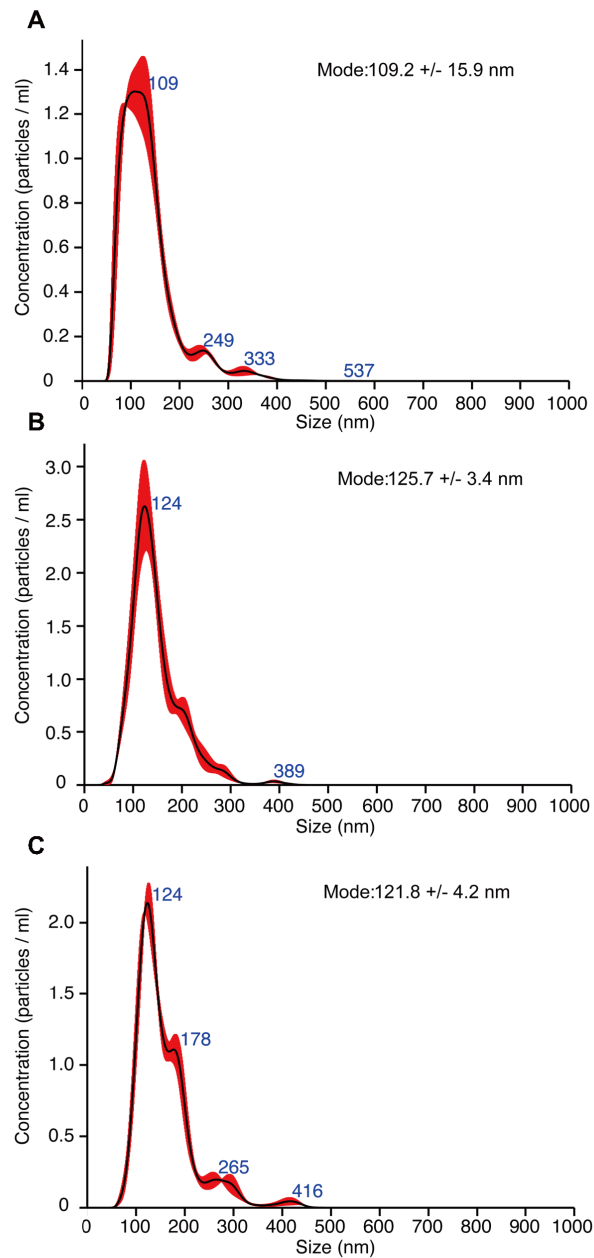 A
Concentration (particles / ml)
Mode:109.2 +/- 15.9 nm
1.4
1.2
1.0
0.8
0.6
0.4
0.2
0
109
249
333
537
0 100 200 300 400 500 600 700 800 900 1000
Size (nm)
B
Concentration (particles / ml)
Mode:125.7 +/- 3.4 nm
3.0
2.5
2.0
1.5
1.0
0.5
0
124
389
0 100 200 300 400 500 600 700 800 900 1000
Size (nm)
C
Concentration (particles / ml)
Mode:121.8 +/- 4.2 nm
2.0
1.5
1.0
0.5
0
124
178
265
416
0 100 200 300 400 500 600 700 800 900 1000
Size (nm)